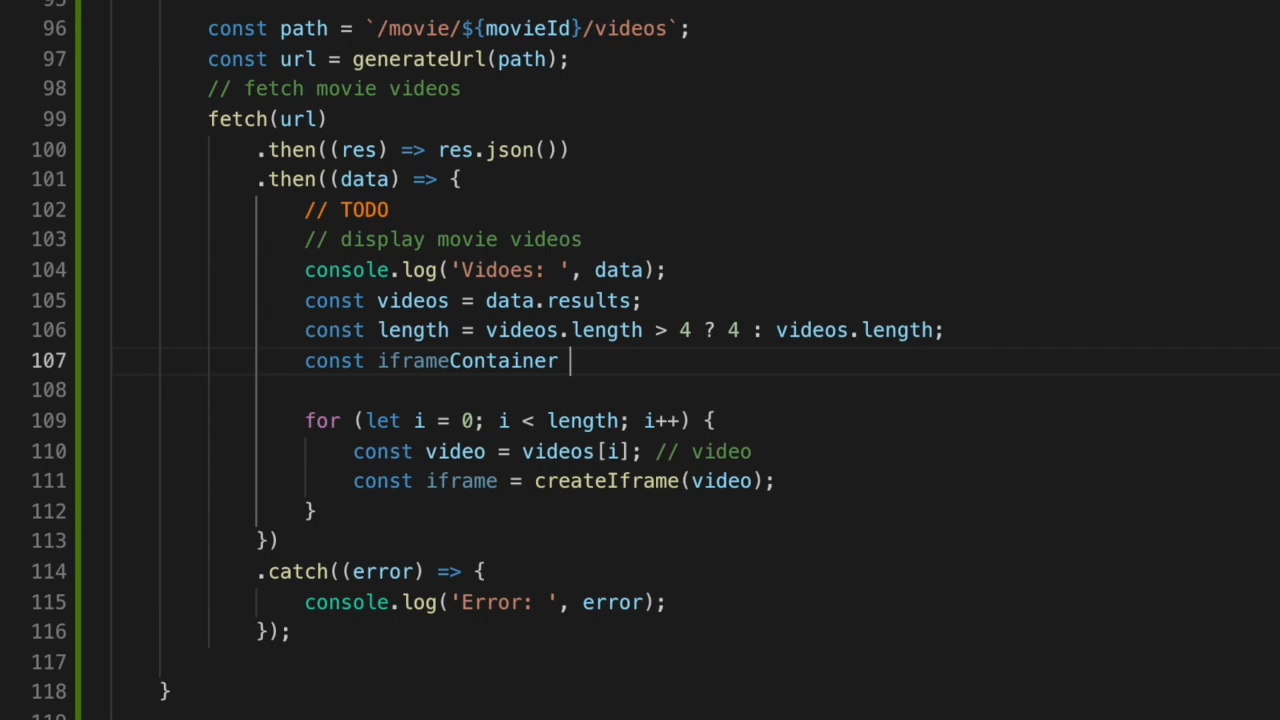 96 const path = `/movie/${movieId}/videos`;
97 const url = generateUrl(path);
98 // fetch movie videos
99 fetch(url)
100 .then((res) => res.json())
101 .then((data) => {
102 // TODO
103 // display movie videos
104 console.log('Vidoes: ', data);
105 const videos = data.results;
106 const length = videos.length > 4 ? 4 : videos.length;
107 const iframeContainer
108
109 for (let i = 0; i < length; i++) {
110 const video = videos[i]; // video
111 const iframe = createIframe(video);
112 }
113 })
114 .catch((error) => {
115 console.log('Error: ', error);
116 });
117
118 }